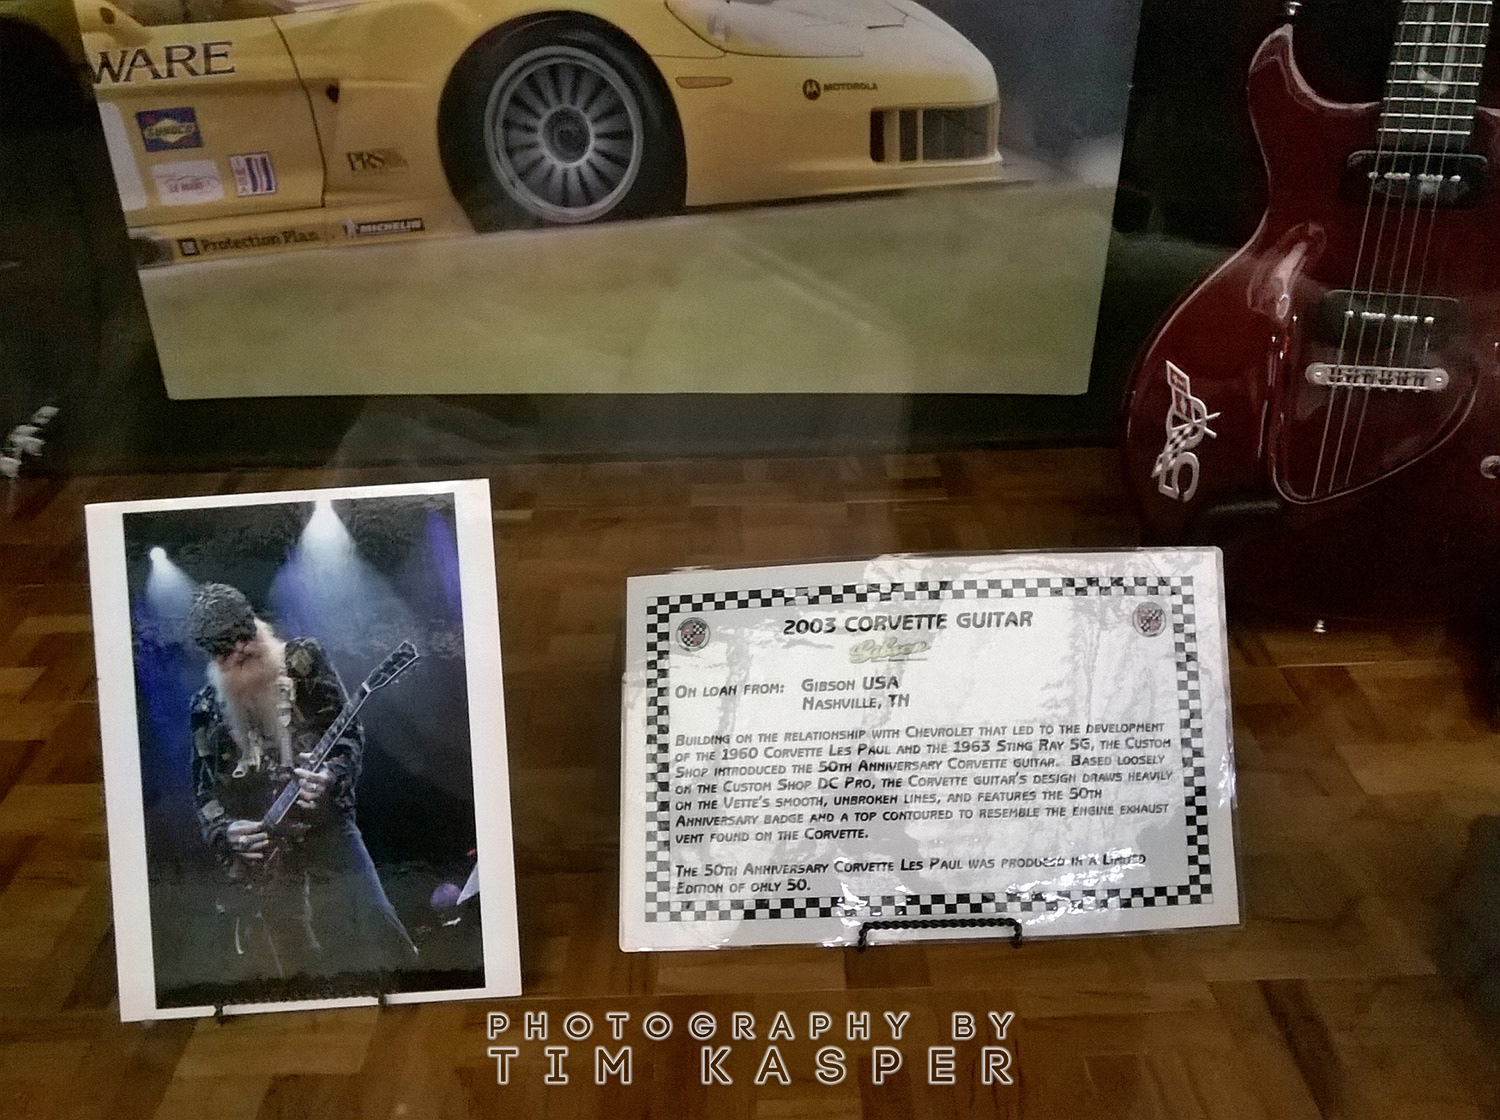 WARE
SUNOCO
MOTOROLA
PRS
Protection Plan
MICHELIN
50TH
2003 CORVETTE GUITAR
Gibson
ON LOAN FROM: GIBSON USA
NASHVILLE, TN
BUILDING ON THE RELATIONSHIP WITH CHEVROLET THAT LED TO THE DEVELOPMENT
OF THE 1960 CORVETTE LES PAUL AND THE 1963 STING RAY SG, THE CUSTOM
SHOP INTRODUCED THE 50TH ANNIVERSARY CORVETTE GUITAR. BASED LOOSELY
ON THE CUSTOM SHOP DC PRO, THE CORVETTE GUITAR'S DESIGN DRAWS HEAVILY
ON THE VETTE'S SMOOTH, UNBROKEN LINES, AND FEATURES THE 50TH
ANNIVERSARY BADGE AND A TOP CONTOURED TO RESEMBLE THE ENGINE EXHAUST
VENT FOUND ON THE CORVETTE.
THE 50TH ANNIVERSARY CORVETTE LES PAUL WAS PRODUCED IN A LIMITED
EDITION OF ONLY 50.
PHOTOGRAPHY BY
TIM KASPER